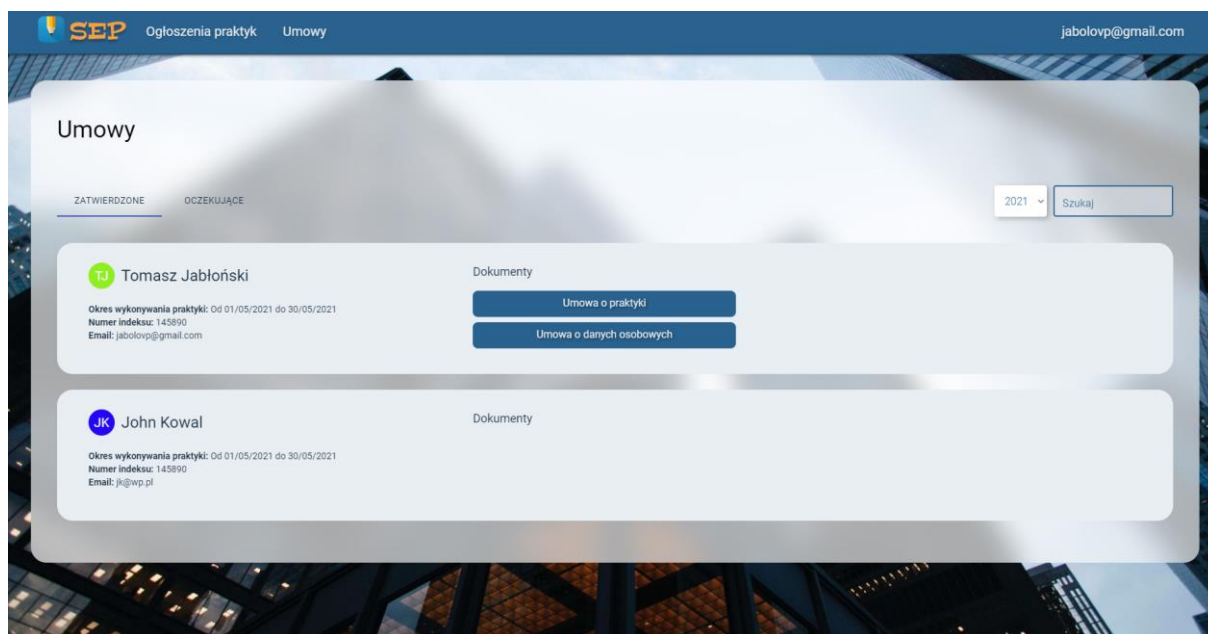 SEP Ogłoszenia praktyk Umowy jabolovp@gmail.com
Umowy
ZATWIERDZONE OCZEKUJĄCE 2021 Szukaj
TJ Tomasz Jabłoński
Okres wykonywania praktyki: Od 01/05/2021 do 30/05/2021
Numer indeksu: 145890
Email: jabolovp@gmail.com
Dokumenty
Umowa o praktyki
Umowa o danych osobowych
JK John Kowal
Okres wykonywania praktyki: Od 01/05/2021 do 30/05/2021
Numer indeksu: 145890
Email: jk@wp.pl
Dokumenty